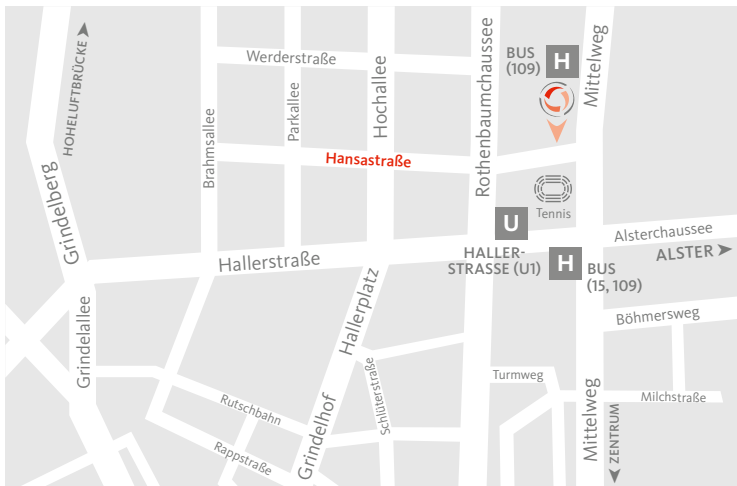 HOHELUFTBRÜCKE
Werderstraße
BUS
(109)
H
Mittelweg
Brahmsallee
Parkallee
Hochallee
Rothenbaumchaussee
Hansastraße
Grindelberg
Tennis
U
HALLER-
STRASSE (U1)
Alsterchaussee
ALSTER
Hallerstraße
H
BUS
(15, 109)
Hallerplatz
Böhmersweg
Grindelallee
Schlüterstraße
Turmweg
Milchstraße
Rutschbahn
Mittelweg
Rappstraße
Grindelhof
ZENTRUM